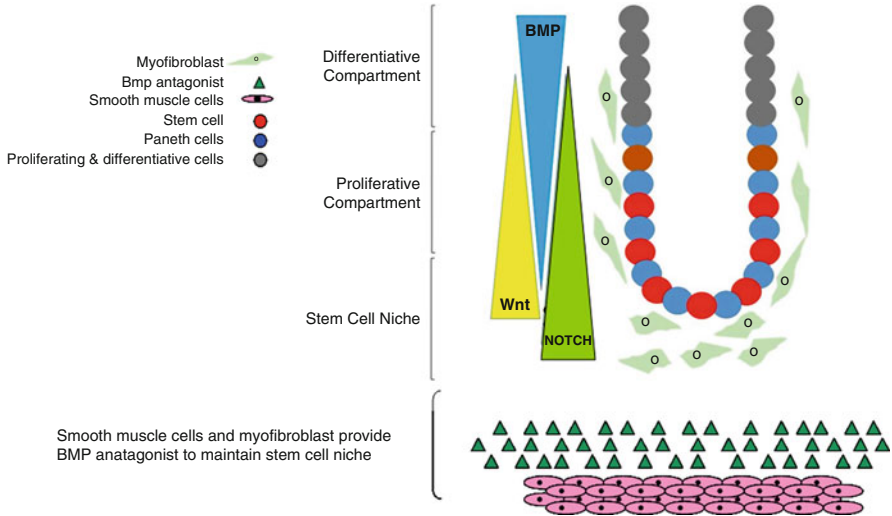 Myofibroblast
Bmp antagonist
Smooth muscle cells
Stem cell
Paneth cells
Proliferating & differentiative cells
Differentiative
Compartment
Proliferative
Compartment
Stem Cell Niche
BMP
Wnt
NOTCH
Smooth muscle cells and myofibroblast provide
BMP anatagonist to maintain stem cell niche